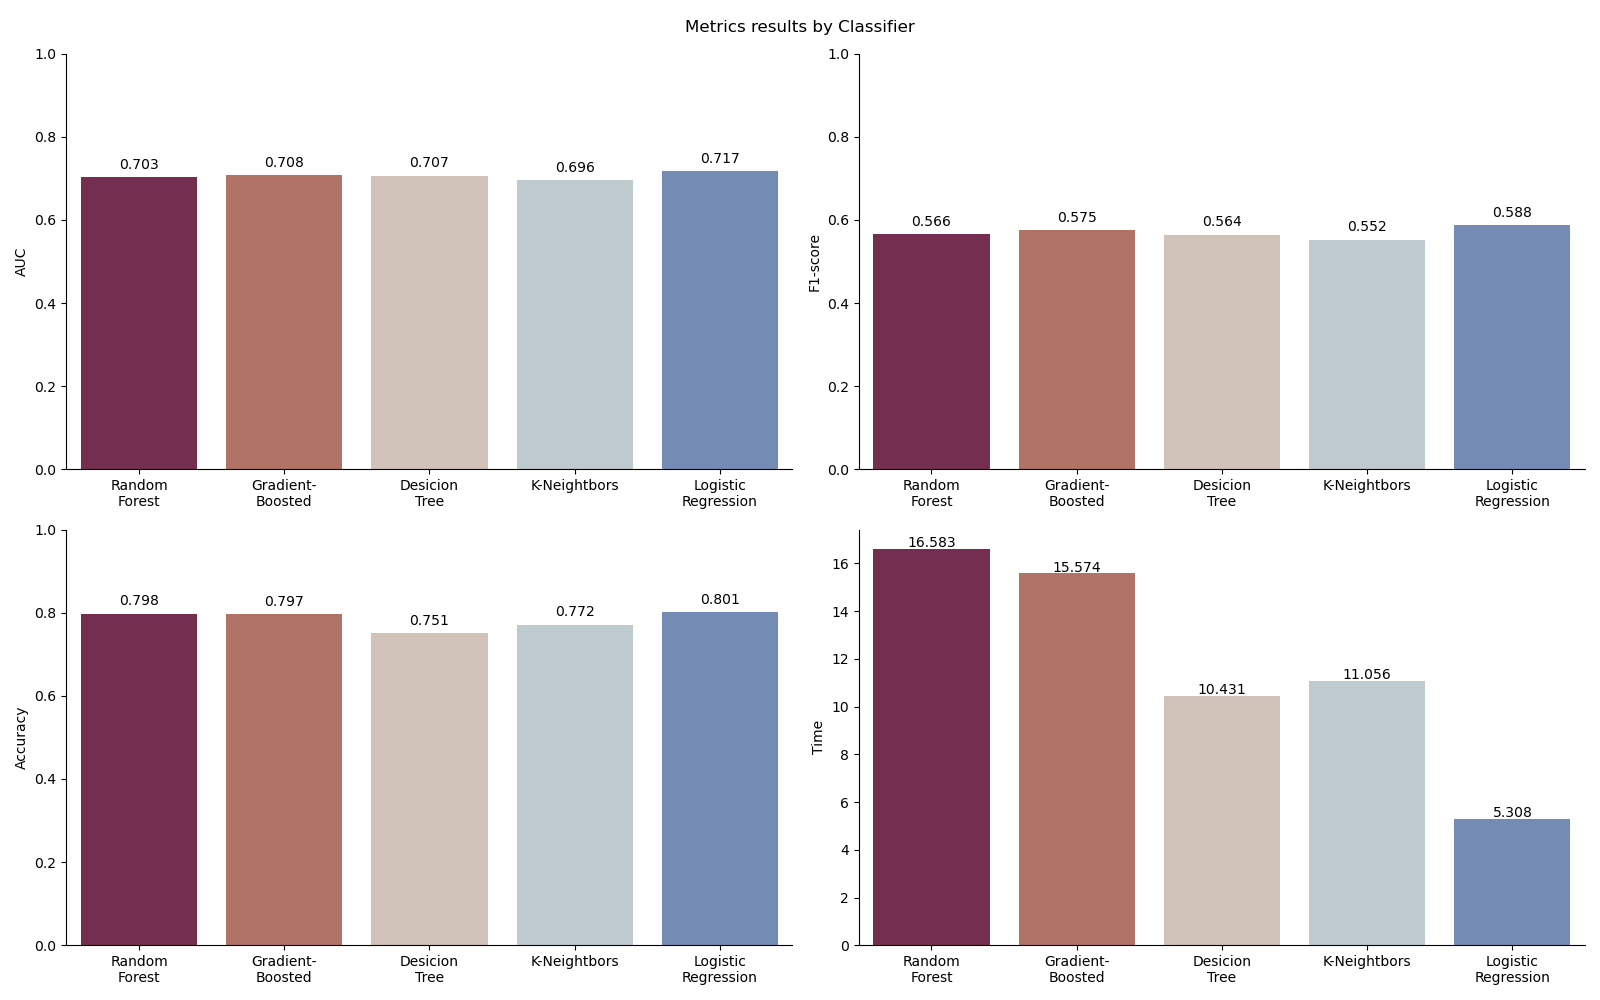 Metrics results by Classifier
1.0
0.8
0.6
0.4
0.2
0.0
AUC
0.703
0.708
0.707
0.696
0.717
Random
Forest
Gradient-
Boosted
Desicion
Tree
K-Neightbors
Logistic
Regression
1.0
0.8
0.6
0.4
0.2
0.0
F1-score
0.566
0.575
0.564
0.552
0.588
Random
Forest
Gradient-
Boosted
Desicion
Tree
K-Neightbors
Logistic
Regression
1.0
0.8
0.6
0.4
0.2
0.0
Accuracy
0.798
0.797
0.751
0.772
0.801
Random
Forest
Gradient-
Boosted
Desicion
Tree
K-Neightbors
Logistic
Regression
16
14
12
10
8
6
4
2
0
Time
16.583
15.574
10.431
11.056
5.308
Random
Forest
Gradient-
Boosted
Desicion
Tree
K-Neightbors
Logistic
Regression